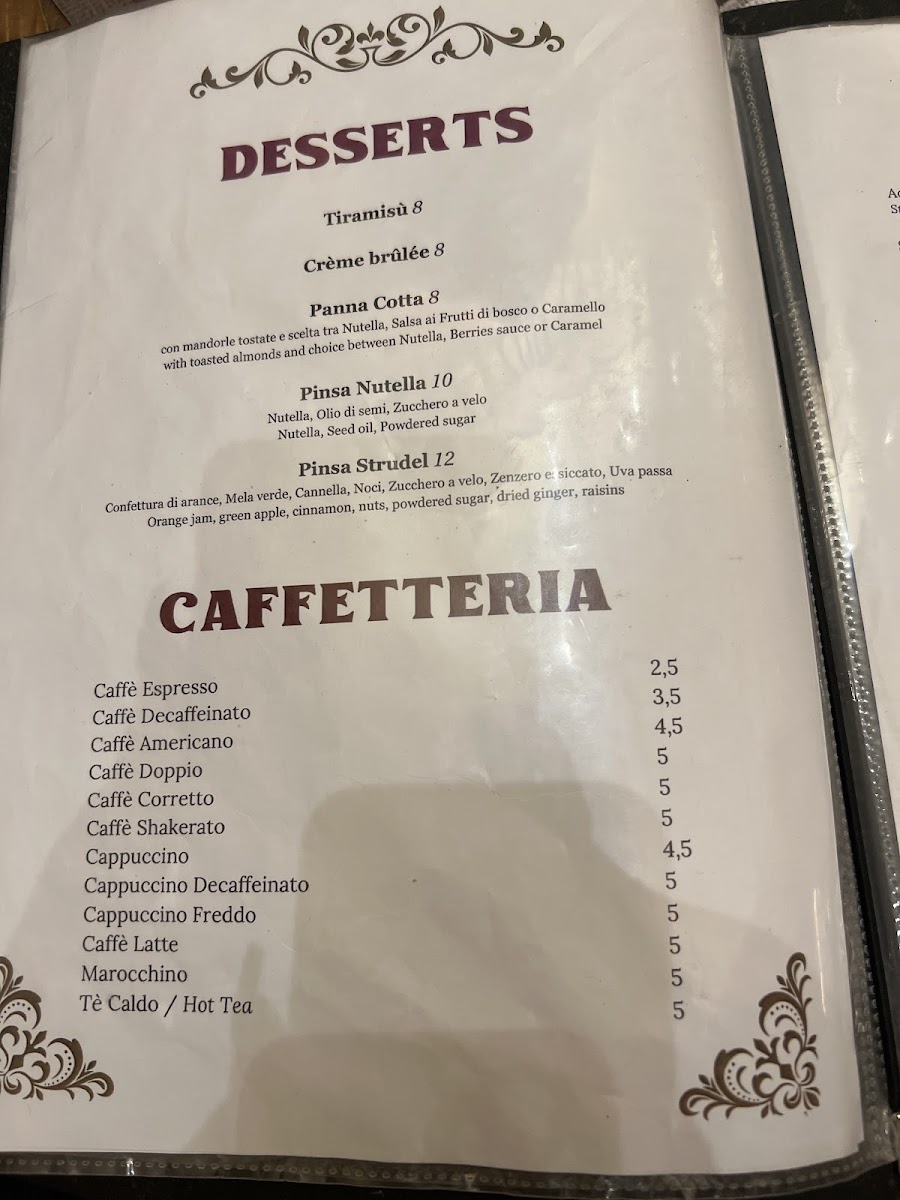 DESSERTS
Tiramisù 8
Crème brûlée 8
Panna Cotta 8
con mandorle tostate e scelta tra Nutella, Salsa ai Frutti di bosco o Caramello
with toasted almonds and choice between Nutella, Berries sauce or Caramel
Pinsa Nutella 10
Nutella, Olio di semi, Zucchero a velo
Nutella, Seed oil, Powdered sugar
Pinsa Strudel 12
Confettura di arance, Mela verde, Cannella, Noci, Zucchero a velo, Zenzero essiccato, Uva passa
Orange jam, green apple, cinnamon, nuts, powdered sugar, dried ginger, raisins
CAFFETTERIA
Caffè Espresso 2,5
Caffè Decaffeinato 3,5
Caffè Americano 4,5
Caffè Doppio 5
Caffè Corretto 5
Caffè Shakerato 5
Cappuccino 4,5
Cappuccino Decaffeinato 5
Cappuccino Freddo 5
Caffè Latte 5
Marocchino 5
Tè Caldo / Hot Tea 5